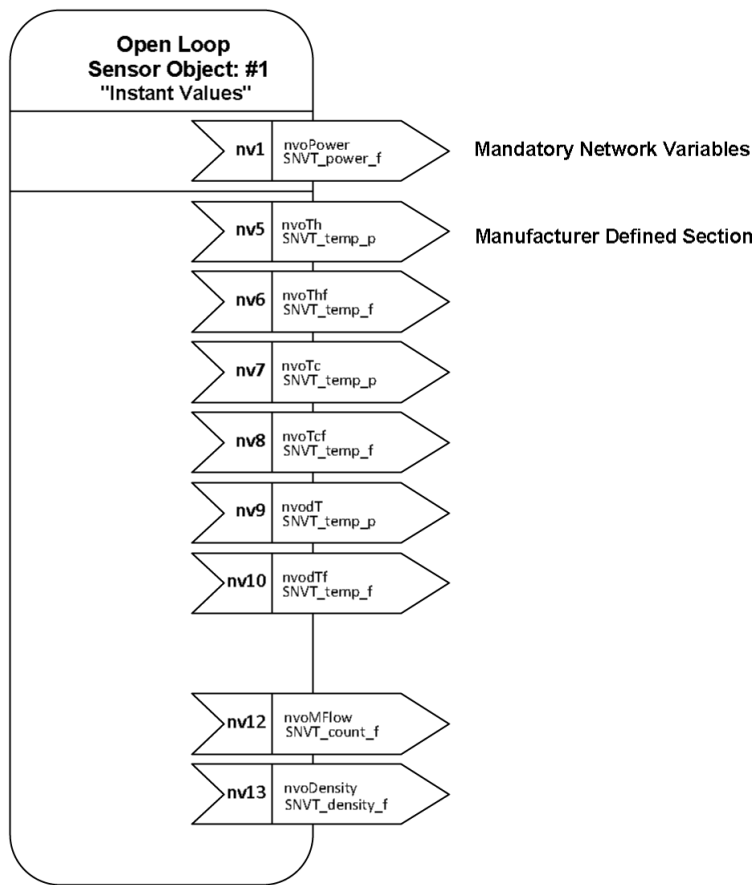 Open Loop
Sensor Object: #1
"Instant Values"
nv1 nvoPower
SNVT_power_f
Mandatory Network Variables
nv5 nvoTh
SNVT_temp_p
Manufacturer Defined Section
nv6 nvoThf
SNVT_temp_f
nv7 nvoTc
SNVT_temp_p
nv8 nvoTcf
SNVT_temp_f
nv9 nvodT
SNVT_temp_p
nv10 nvodTf
SNVT_temp_f
nv12 nvoMFlow
SNVT_count_f
nv13 nvoDensity
SNVT_density_f